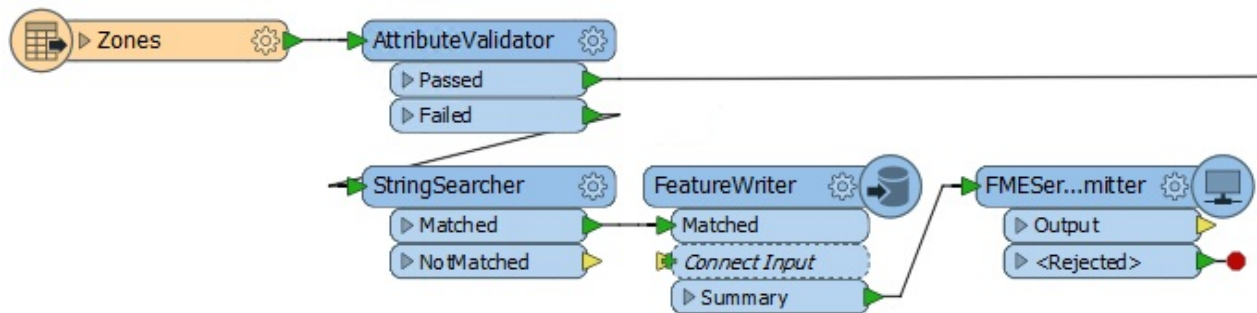 Zones
AttributeValidator
Passed
Failed
StringSearcher
Matched
NotMatched
FeatureWriter
Matched
Connect Input
Summary
FMESer...mitter
Output
<Rejected>